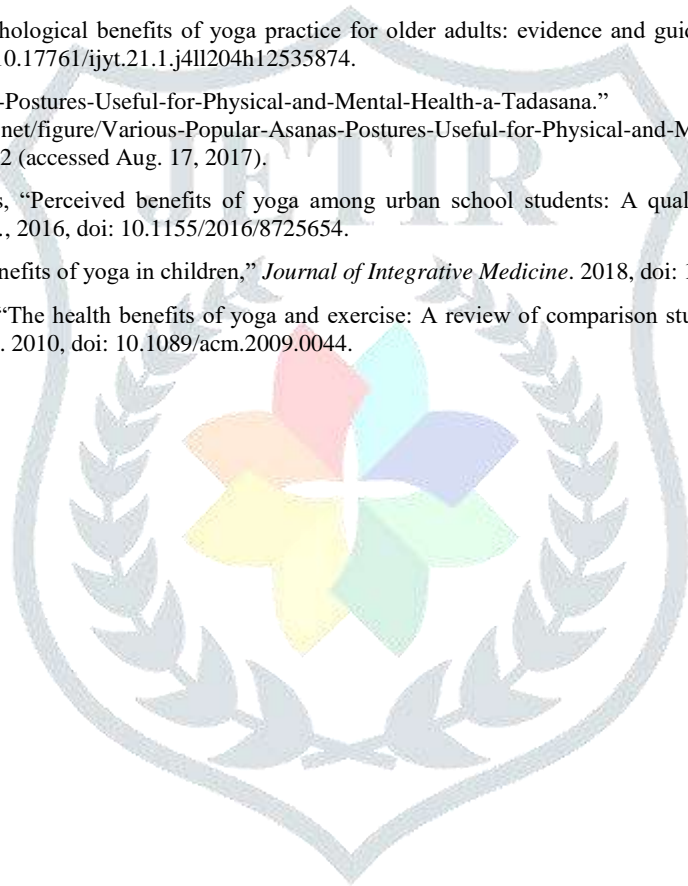 hological benefits of yoga practice for older adults: evidence and guid
10.17761/ijyt.21.1.j4ll204h12535874.
-Postures-Useful-for-Physical-and-Mental-Health-a-Tadasana.”
net/figure/Various-Popular-Asanas-Postures-Useful-for-Physical-and-M
2 (accessed Aug. 17, 2017).
JETIR
s, “Perceived benefits of yoga among urban school students: A qual
., 2016, doi: 10.1155/2016/8725654.
nefits of yoga in children,” Journal of Integrative Medicine. 2018, doi: 1
“The health benefits of yoga and exercise: A review of comparison stu
. 2010, doi: 10.1089/acm.2009.0044.